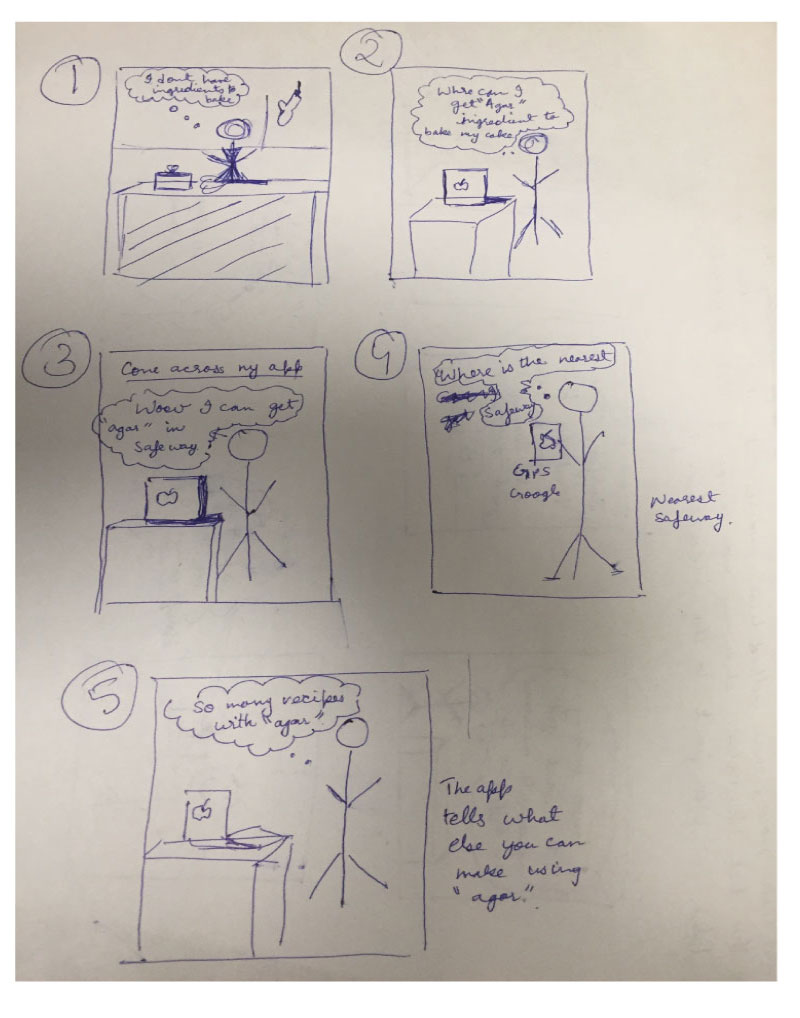 1
I dont have
ingredients to
bake
2
Whre can I
get "Agar"
ingredient to
bake my cake
3
Come across my app
Woow I can get
"agar" in
Safeway
4
Where is the nearest
Safeway
GPS
Google
Nearest
Safeway.
5
So many recipes
with "agar"
The app
tells what
else you can
make using
"agar".